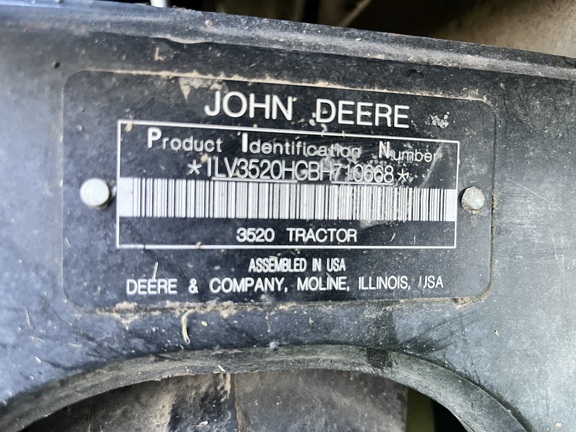 JOHN DEERE
Product Identification Number
*1LV3520HGBH710668*
3520 TRACTOR
ASSEMBLED IN USA
DEERE & COMPANY, MOLINE, ILLINOIS, USA